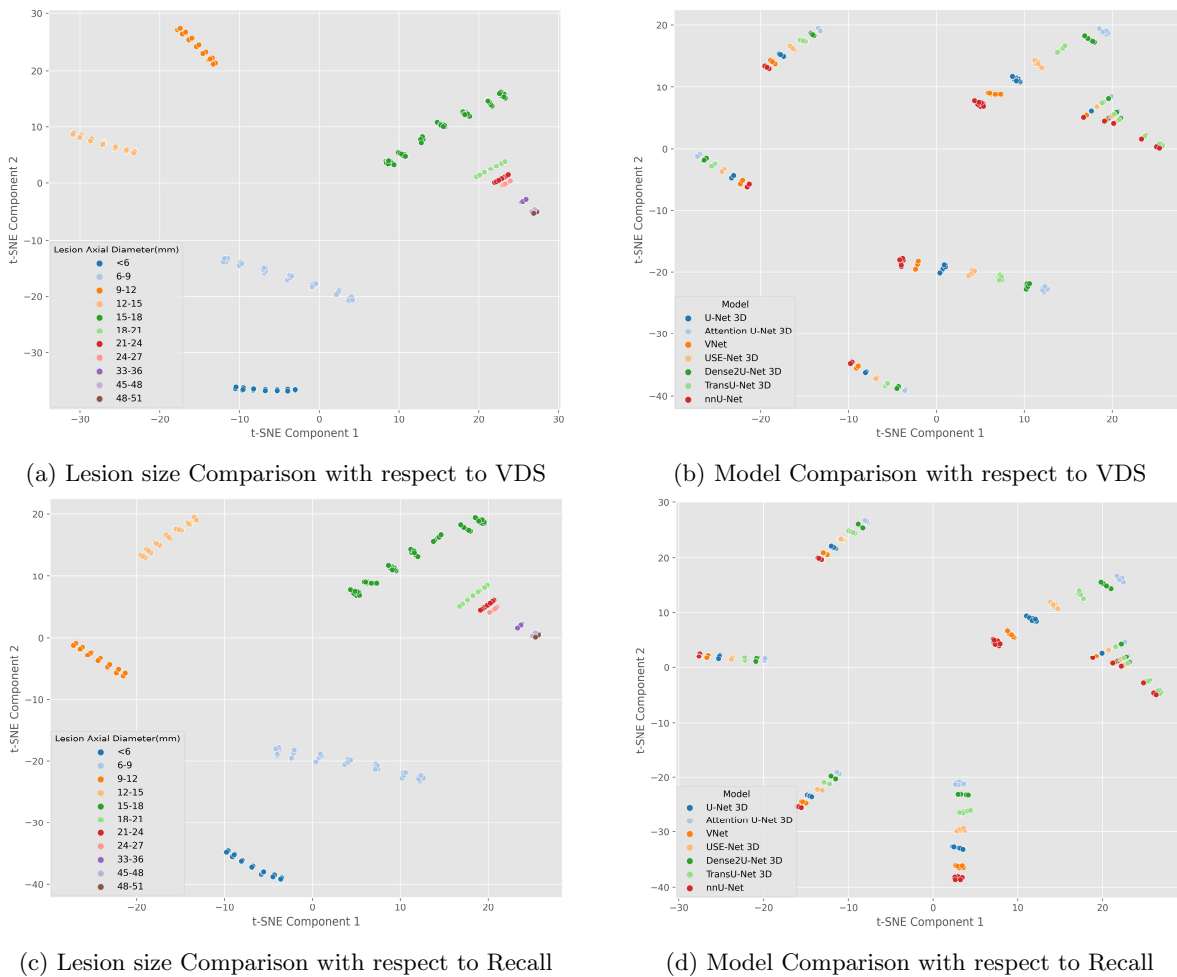 30
20
10
0
−10
−20
−30
t-SNE Component 2
−30
−20
−10
0
10
20
30
t-SNE Component 1
Lesion Axial Diameter(mm)
<6
6-9
9-12
12-15
15-18
18-21
21-24
24-27
33-36
45-48
48-51
(a) Lesion size Comparison with respect to VDS
20
10
0
−10
−20
−30
−40
t-SNE Component 2
−20
−10
0
10
20
t-SNE Component 1
Model
U-Net 3D
Attention U-Net 3D
VNet
USE-Net 3D
Dense2U-Net 3D
TransU-Net 3D
nnU-Net
(b) Model Comparison with respect to VDS
20
10
0
−10
−20
−30
−40
t-SNE Component 2
−20
−10
0
10
20
t-SNE Component 1
Lesion Axial Diameter(mm)
<6
6-9
9-12
12-15
15-18
18-21
21-24
24-27
33-36
45-48
48-51
(c) Lesion size Comparison with respect to Recall
30
20
10
0
−10
−20
−30
−40
t-SNE Component 2
−30
−20
−10
0
10
20
t-SNE Component 1
Model
U-Net 3D
Attention U-Net 3D
VNet
USE-Net 3D
Dense2U-Net 3D
TransU-Net 3D
nnU-Net
(d) Model Comparison with respect to Recall